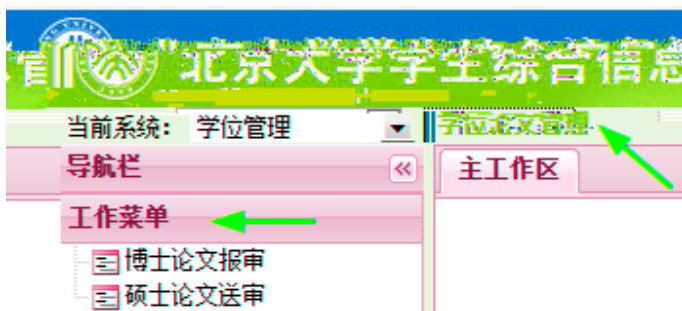 北京大学学生综合信息
当前系统： 学位管理 学位论文管理
导航栏 主工作区
工作菜单
博士论文报审
硕士论文送审